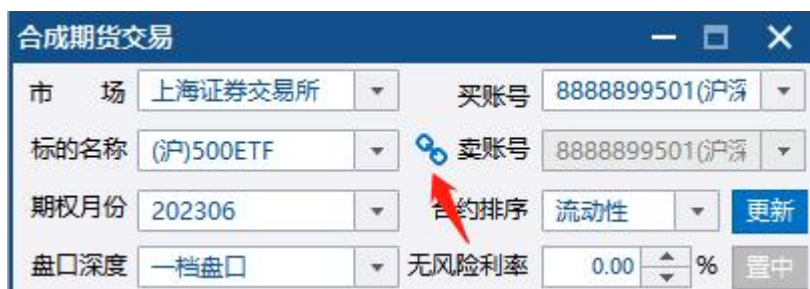 合成期货交易
市 场 上海证券交易所 买账号 8888899501(沪深
标的名称 (沪)500ETF 卖账号 8888899501(沪深
期权月份 202306 合约排序 流动性 更新
盘口深度 一档盘口 无风险利率 0.00 % 置中